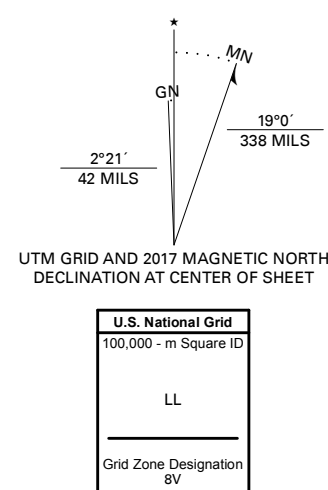 ★
MN
GN
19°0´
338 MILS
2°21´
42 MILS
UTM GRID AND 2017 MAGNETIC NORTH
DECLINATION AT CENTER OF SHEET
U.S. National Grid
100,000 - m Square ID
LL
Grid Zone Designation
8V